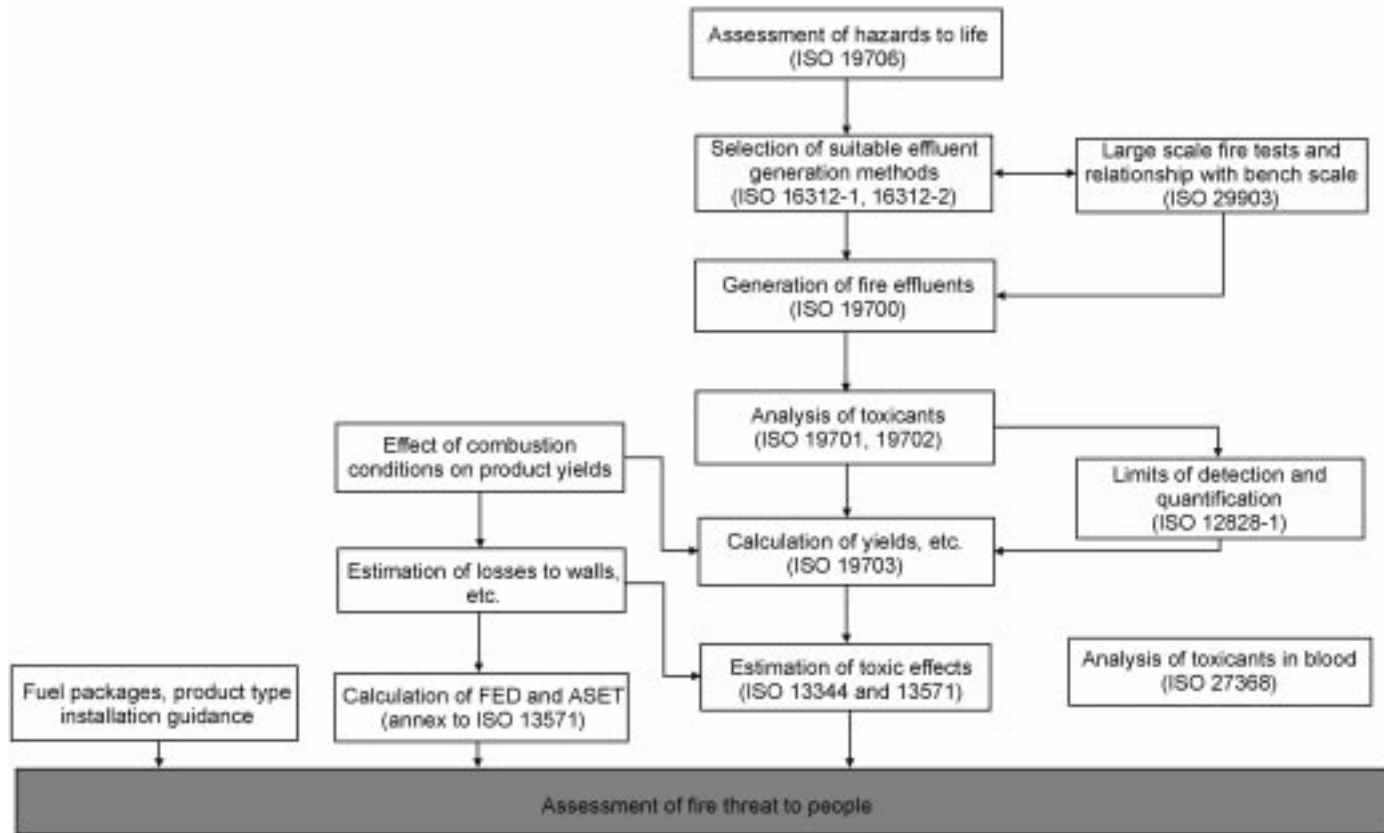 Assessment of hazards to life
(ISO 19706)
Selection of suitable effluent
generation methods
(ISO 16312-1, 16312-2)
Large scale fire tests and
relationship with bench scale
(ISO 29903)
Generation of fire effluents
(ISO 19700)
Analysis of toxicants
(ISO 19701, 19702)
Effect of combustion
conditions on product yields
Limits of detection and
quantification
(ISO 12828-1)
Calculation of yields, etc.
(ISO 19703)
Estimation of losses to walls,
etc.
Estimation of toxic effects
(ISO 13344 and 13571)
Analysis of toxicants in blood
(ISO 27368)
Fuel packages, product type
installation guidance
Calculation of FED and ASET
(annex to ISO 13571)
Assessment of fire threat to people